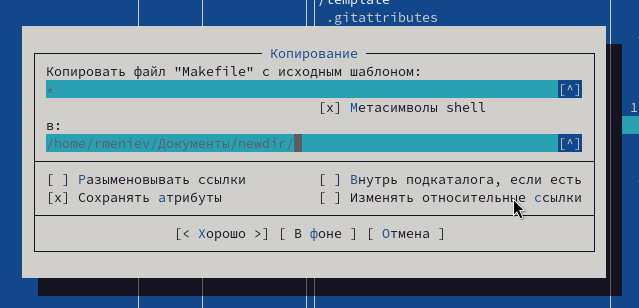 /template
.gitattributes
Копирование
Копировать файл "Makefile" с исходным шаблоном:
* [^]
[x] Метасимволы shell
в:
/home/rmeniev/Документы/newdir/ [^]
[ ] Разыменовывать ссылки [ ] Внутрь подкаталога, если есть
[x] Сохранять атрибуты [ ] Изменять относительные ссылки
[< Хорошо >] [ В фоне ] [ Отмена ]
1